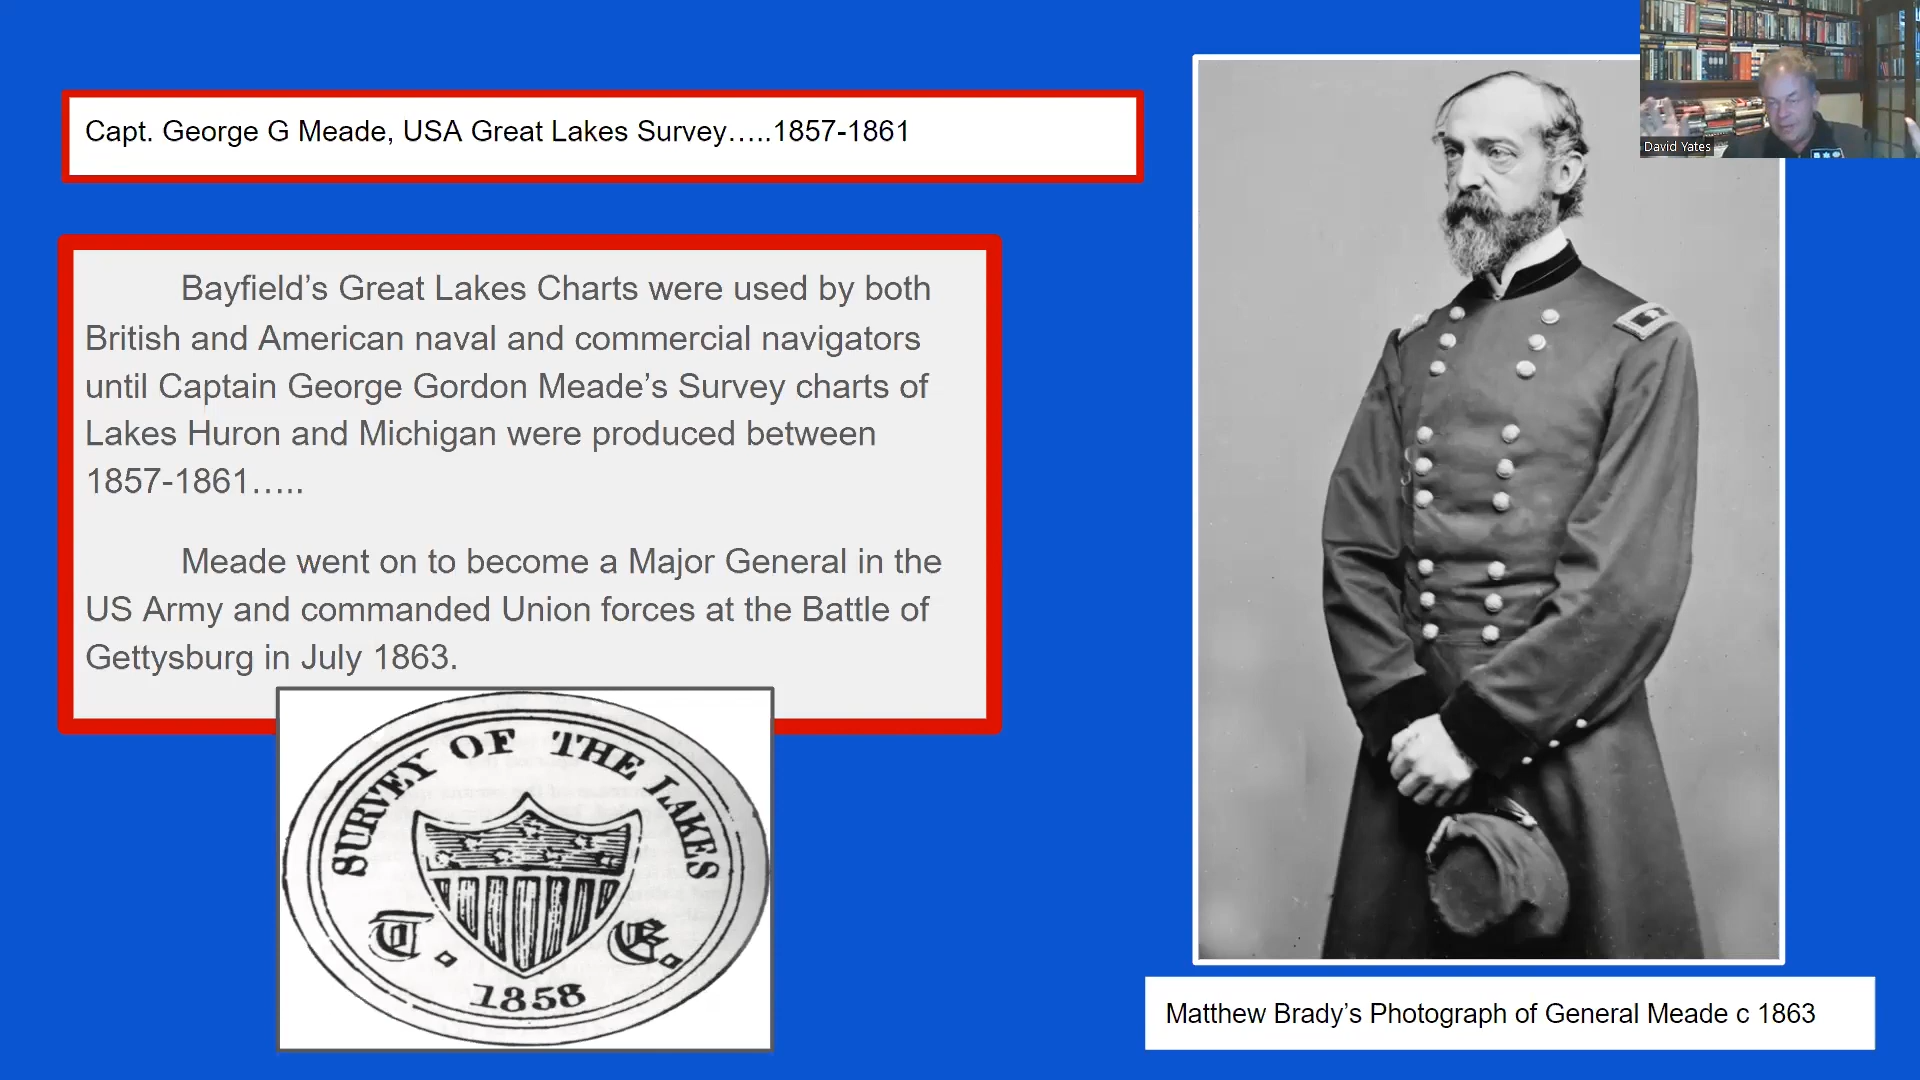 Capt. George G Meade, USA Great Lakes Survey…..1857-1861
Bayfield’s Great Lakes Charts were used by both
British and American naval and commercial navigators
until Captain George Gordon Meade’s Survey charts of
Lakes Huron and Michigan were produced between
1857-1861…..
Meade went on to become a Major General in the
US Army and commanded Union forces at the Battle of
Gettysburg in July 1863.
SURVEY OF THE LAKES
T. E.
1858
David Yates
Matthew Brady’s Photograph of General Meade c 1863